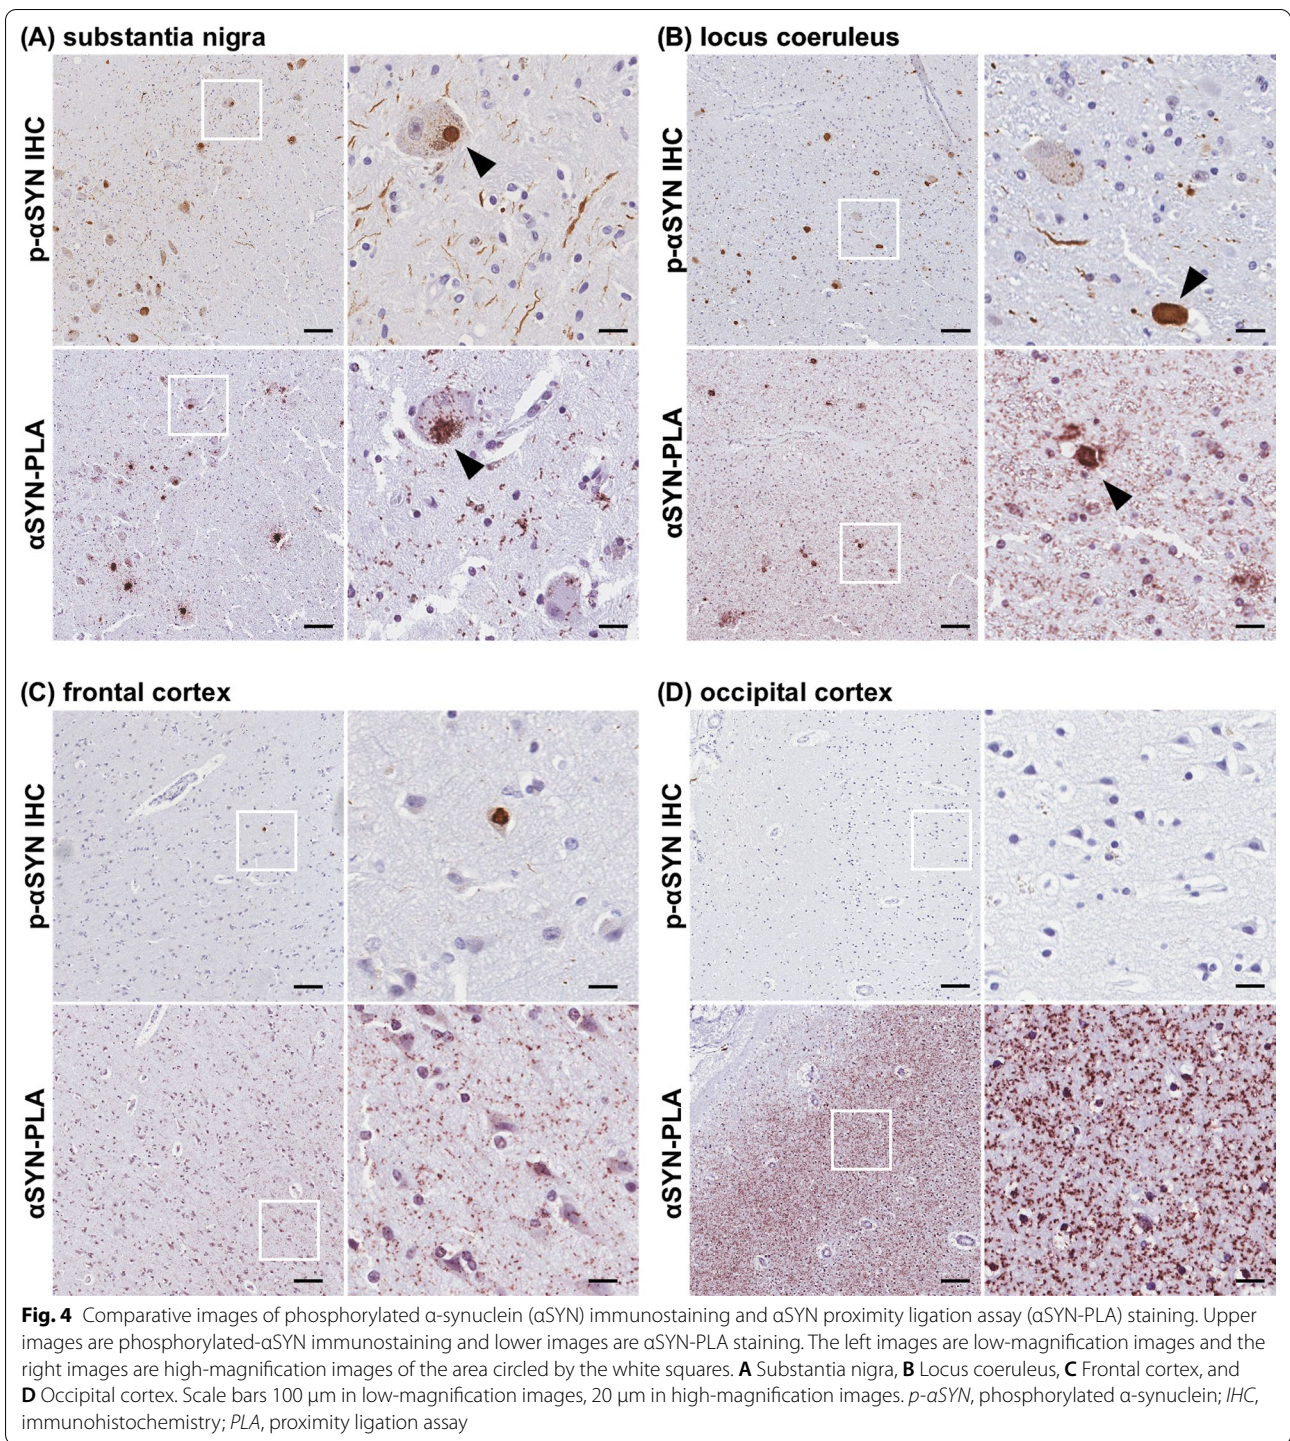 (A) substantia nigra
(B) locus coeruleus
p-αSYN IHC
p-αSYN IHC
αSYN-PLA
αSYN-PLA
(C) frontal cortex
(D) occipital cortex
p-αSYN IHC
p-αSYN IHC
αSYN-PLA
αSYN-PLA
Fig. 4 Comparative images of phosphorylated α-synuclein (αSYN) immunostaining and αSYN proximity ligation assay (αSYN-PLA) staining. Upper
images are phosphorylated-αSYN immunostaining and lower images are αSYN-PLA staining. The left images are low-magnification images and the
right images are high-magnification images of the area circled by the white squares. A Substantia nigra, B Locus coeruleus, C Frontal cortex, and
D Occipital cortex. Scale bars 100 μm in low-magnification images, 20 μm in high-magnification images. p-αSYN, phosphorylated α-synuclein; IHC,
immunohistochemistry; PLA, proximity ligation assay